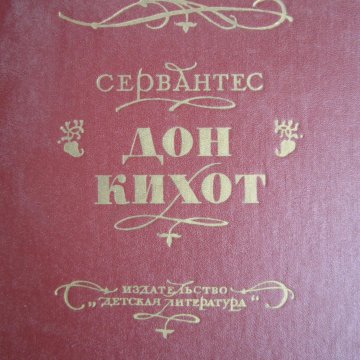 СЕРВАНТЕС
ДОН
КИХОТ
ИЗДАТЕЛЬСТВО
„ДЕТСКАЯ ЛИТЕРАТУРА“